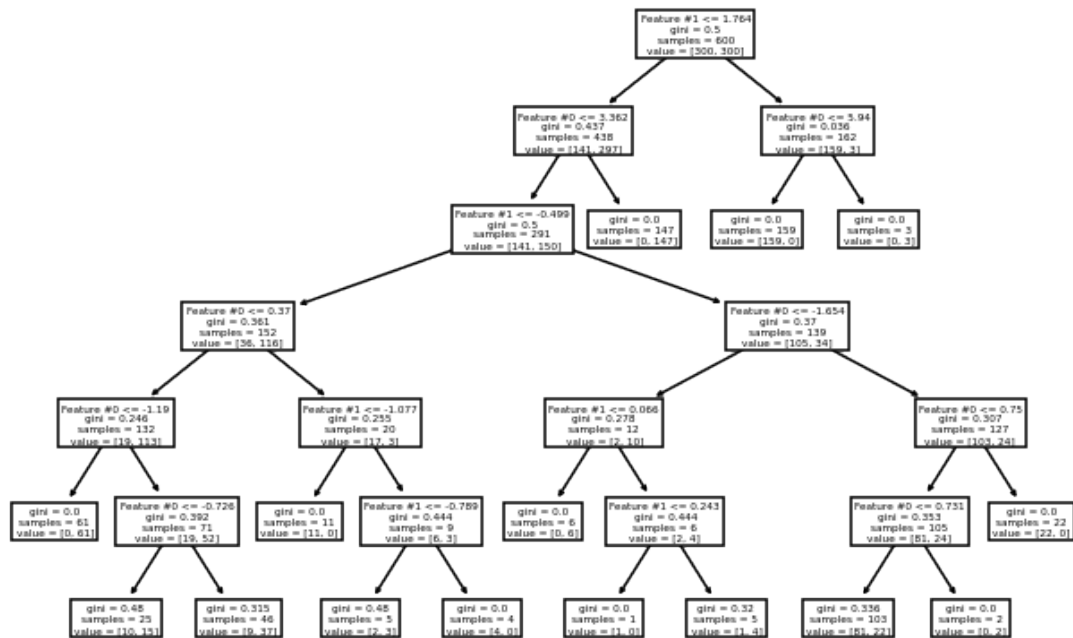 Feature #1 <= 1.764
gini = 0.5
samples = 600
value = [300, 300]
Feature #0 <= 3.362
gini = 0.437
samples = 438
value = [141, 297]
Feature #0 <= 5.94
gini = 0.036
samples = 162
value = [159, 3]
Feature #1 <= -0.499
gini = 0.5
samples = 291
value = [141, 150]
gini = 0.0
samples = 147
value = [0, 147]
gini = 0.0
samples = 159
value = [159, 0]
gini = 0.0
samples = 3
value = [0, 3]
Feature #0 <= 0.37
gini = 0.361
samples = 152
value = [36, 116]
Feature #0 <= -1.654
gini = 0.37
samples = 139
value = [105, 34]
Feature #0 <= -1.19
gini = 0.246
samples = 132
value = [19, 113]
Feature #1 <= -1.077
gini = 0.255
samples = 20
value = [17, 3]
Feature #1 <= 0.066
gini = 0.278
samples = 12
value = [2, 10]
Feature #0 <= 0.75
gini = 0.307
samples = 127
value = [103, 24]
gini = 0.0
samples = 61
value = [0, 61]
Feature #0 <= -0.726
gini = 0.392
samples = 71
value = [19, 52]
gini = 0.0
samples = 11
value = [11, 0]
Feature #1 <= -0.789
gini = 0.444
samples = 9
value = [6, 3]
gini = 0.0
samples = 6
value = [0, 6]
Feature #1 <= 0.243
gini = 0.444
samples = 6
value = [2, 4]
Feature #0 <= 0.731
gini = 0.353
samples = 105
value = [81, 24]
gini = 0.0
samples = 22
value = [22, 0]
gini = 0.48
samples = 25
value = [10, 15]
gini = 0.315
samples = 46
value = [9, 37]
gini = 0.48
samples = 5
value = [2, 3]
gini = 0.0
samples = 4
value = [4, 0]
gini = 0.0
samples = 1
value = [1, 0]
gini = 0.32
samples = 5
value = [1, 4]
gini = 0.336
samples = 103
value = [81, 22]
gini = 0.0
samples = 2
value = [0, 2]